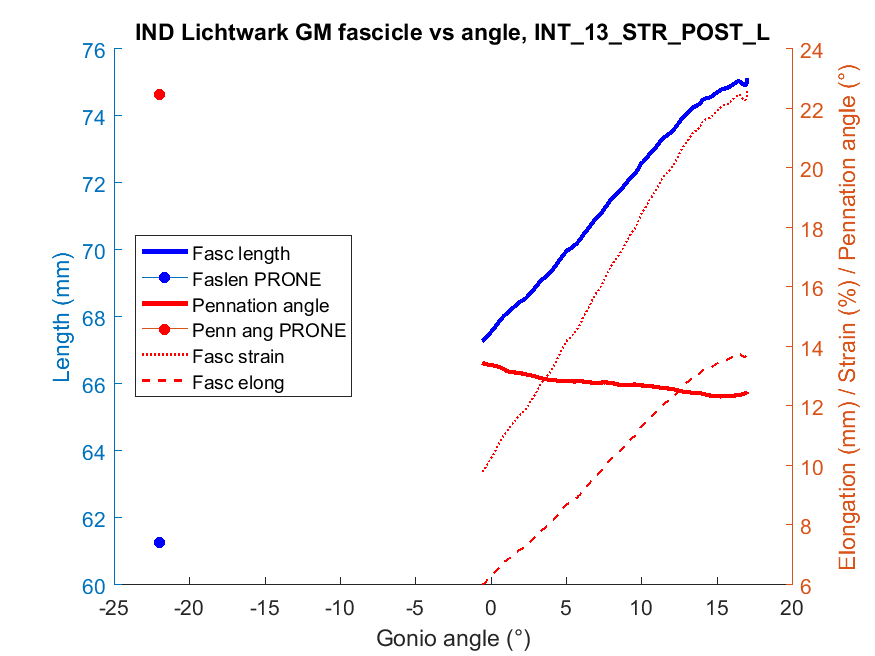 IND Lichtwark GM fascicle vs angle, INT_13_STR_POST_L
76
74
72
70
68
66
64
62
60
Length (mm)
24
22
20
18
16
14
12
10
8
6
Elongation (mm) / Strain (%) / Pennation angle (°)
Fasc length
Faslen PRONE
Pennation angle
Penn ang PRONE
Fasc strain
Fasc elong
-25 -20 -15 -10 -5 0 5 10 15 20
Gonio angle (°)